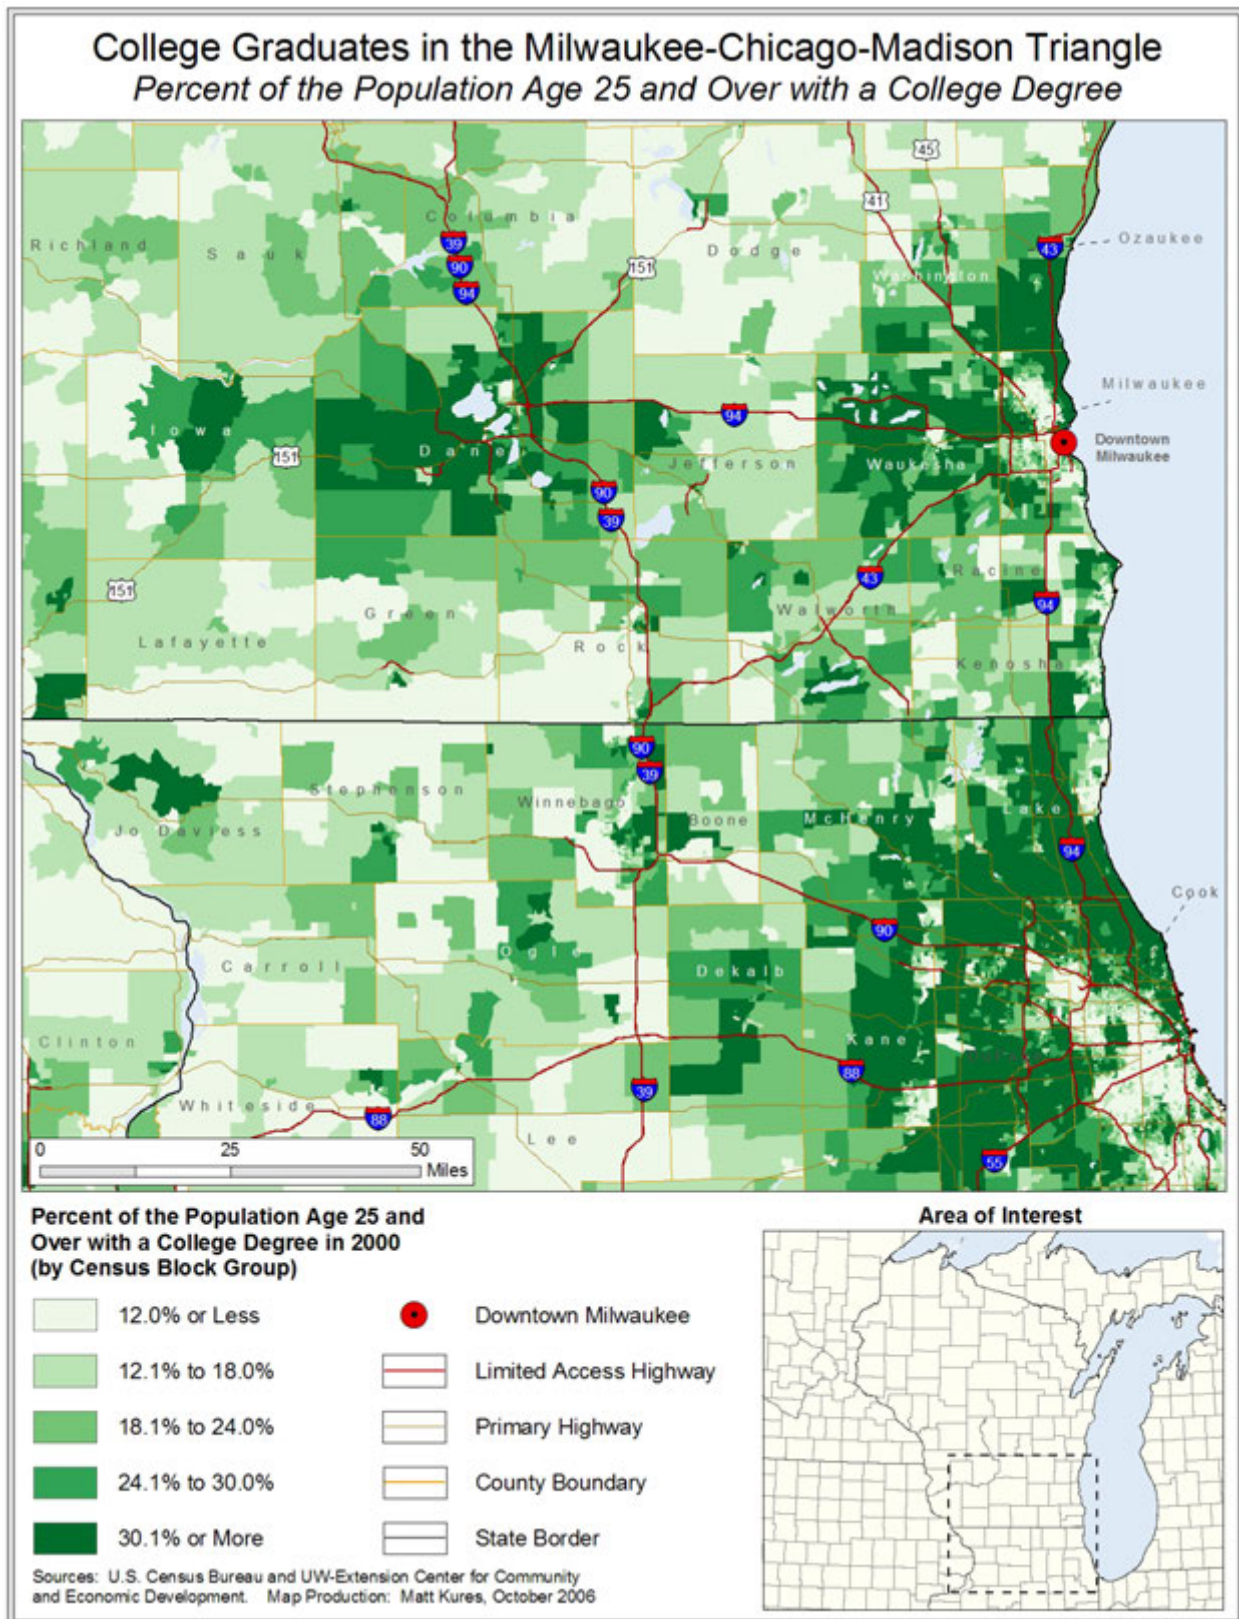 College Graduates in the Milwaukee-Chicago-Madison Triangle
Percent of the Population Age 25 and Over with a College Degree
45
41
Columbia
Richland
Sauk
39
151
Dodge
43
Ozaukee
90
Washington
94
Milwaukee
94
Iowa
151
Dane
Downtown
Milwaukee
Jefferson
Waukesha
90
39
151
43
Racine
94
Green
Walworth
Lafayette
Rock
Kenosha
90
39
Stephenson
Winnebago
Boone
McHenry
Lake
Jo Daviess
94
Cook
90
Ogle
Carroll
Dekalb
Clinton
Kane
88
39
Whiteside
88
Lee
55
0 25 50
Miles
Percent of the Population Age 25 and
Over with a College Degree in 2000
(by Census Block Group)
12.0% or Less
12.1% to 18.0%
18.1% to 24.0%
24.1% to 30.0%
30.1% or More
Downtown Milwaukee
Limited Access Highway
Primary Highway
County Boundary
State Border
Area of Interest
Sources: U.S. Census Bureau and UW-Extension Center for Community
and Economic Development. Map Production: Matt Kures, October 2006